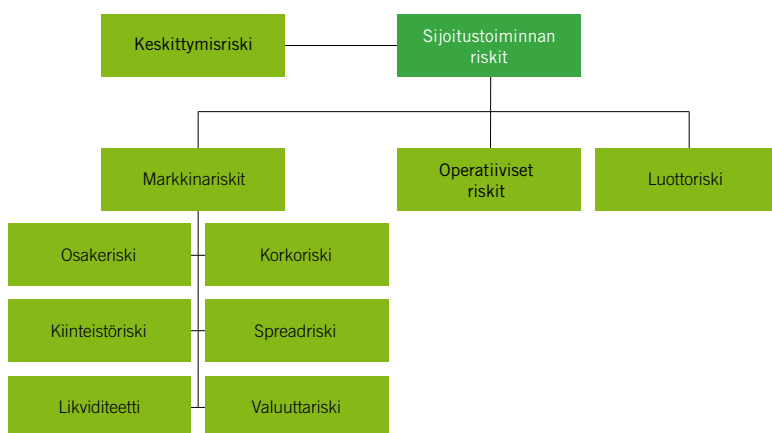 Keskittymisriski
Sijoitustoiminnan
riskit
Markkinariskit
Operatiiviset
riskit
Luottoriski
Osakeriski
Korkoriski
Kiinteistöriski
Spreadriski
Likviditeetti
Valuuttariski